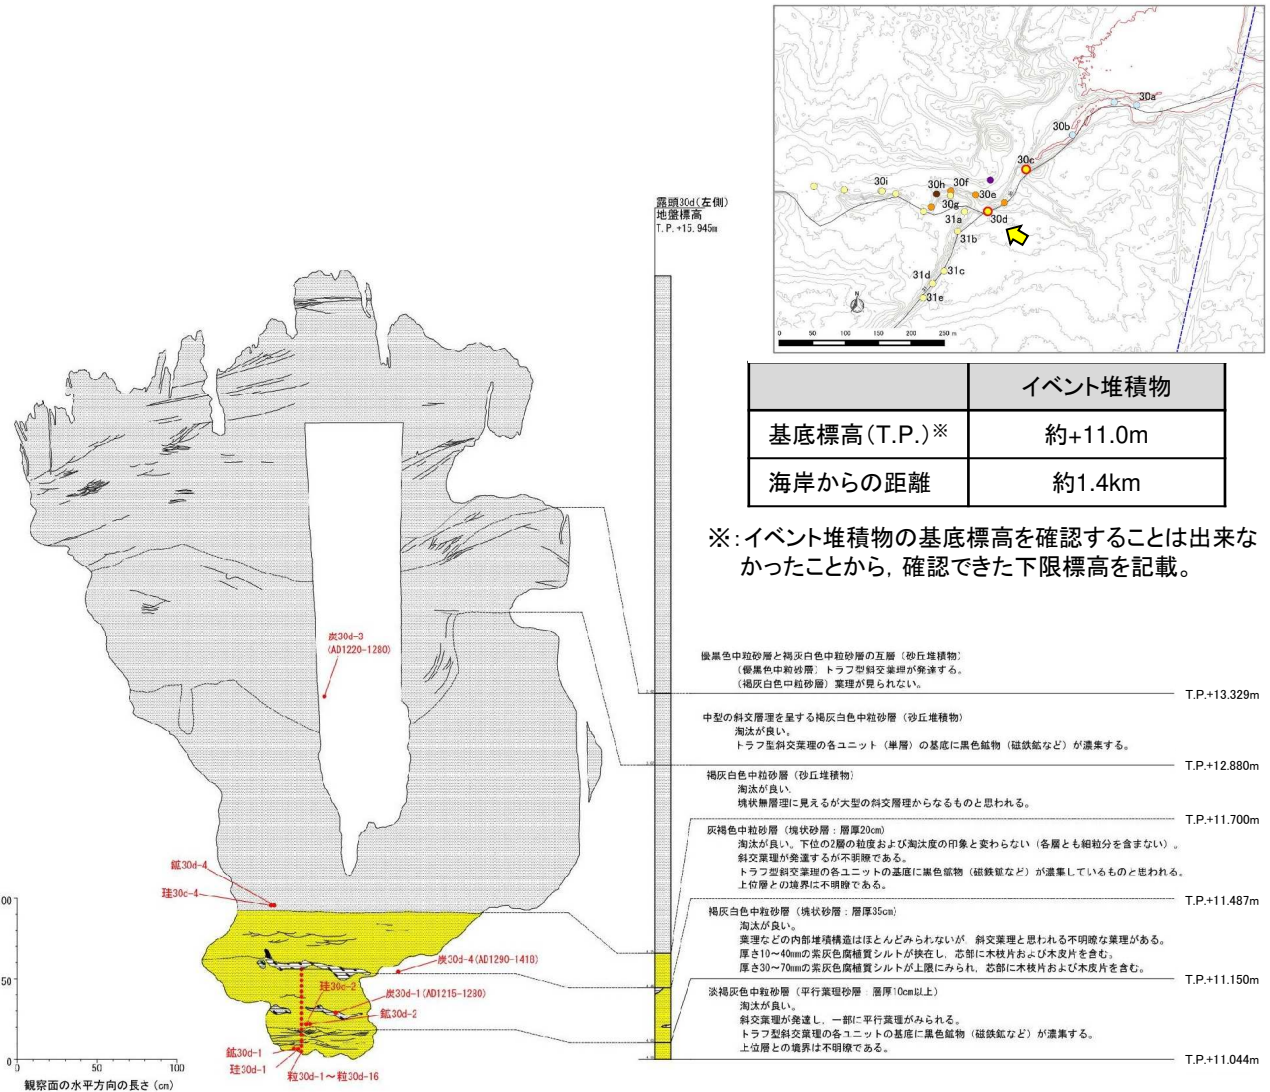 30a
30b
30c
30i
30h
30f
30e
30g
30d
31a
31b
31c
31d
31e
N
0 50 100 150 200 250 m
露頭30d(左側)
地盤標高
T.P.+15.945m
イベント堆積物
基底標高(T.P.)※ 約+11.0m
海岸からの距離 約1.4km
※:イベント堆積物の基底標高を確認することは出来な
かったことから, 確認できた下限標高を記載。
炭30d-3
(AD1220-1280)
優黒色中粒砂層と褐灰白色中粒砂層の互層 (砂丘堆積物)
(優黒色中粒砂層) トラフ型斜交葉理が発達する。
(褐灰白色中粒砂層) 葉理が見られない。
T.P.+13.329m
中型の斜交層理を呈する褐灰白色中粒砂層 (砂丘堆積物)
淘汰が良い。
トラフ型斜交葉理の各ユニット (単層) の基底に黒色鉱物 (磁鉄鉱など) が濃集する。
T.P.+12.880m
褐灰白色中粒砂層 (砂丘堆積物)
淘汰が良い.
塊状無層理に見えるが大型の斜交層理からなるものと思われる。
T.P.+11.700m
灰褐色中粒砂層 (塊状砂層:層厚20cm)
淘汰が良い。下位の2層の粒度および淘汰度の印象と変わらない (各層とも細粒分を含まない) 。
斜交葉理が発達するが不明瞭である。
トラフ型斜交葉理の各ユニットの基底に黒色鉱物 (磁鉄鉱など) が濃集しているものと思われる。
上位層との境界は不明瞭である。
T.P.+11.487m
褐灰白色中粒砂層 (塊状砂層:層厚35cm)
淘汰が良い。
葉理などの内部堆積構造はほとんどみられないが 斜交葉理と思われる不明瞭な葉理がある。
厚さ10~40mmの紫灰色腐植質シルトが挟在し, 芯部に木枝片および木皮片を含む。
厚さ30~70mmの紫灰色腐植質シルトが上限にみられ, 芯部に木枝片および木皮片を含む。
T.P.+11.150m
淡褐灰色中粒砂層 (平行葉理砂層:層厚10cm以上)
淘汰が良い。
斜交葉理が発達し, 一部に平行葉理がみられる。
トラフ型斜交葉理の各ユニットの基底に黒色鉱物 (磁鉄鉱など) が濃集する。
上位層との境界は不明瞭である。
T.P.+11.044m
鉱30d-4
珪30d-4
炭30d-4(AD1290-1410)
珪30d-2
炭30d-1(AD1215-1280)
鉱30d-2
鉱30d-1
珪30d-1
粒30d-1~粒30d-16
00
50
0
0 50 100
観察面の水平方向の長さ (cm)